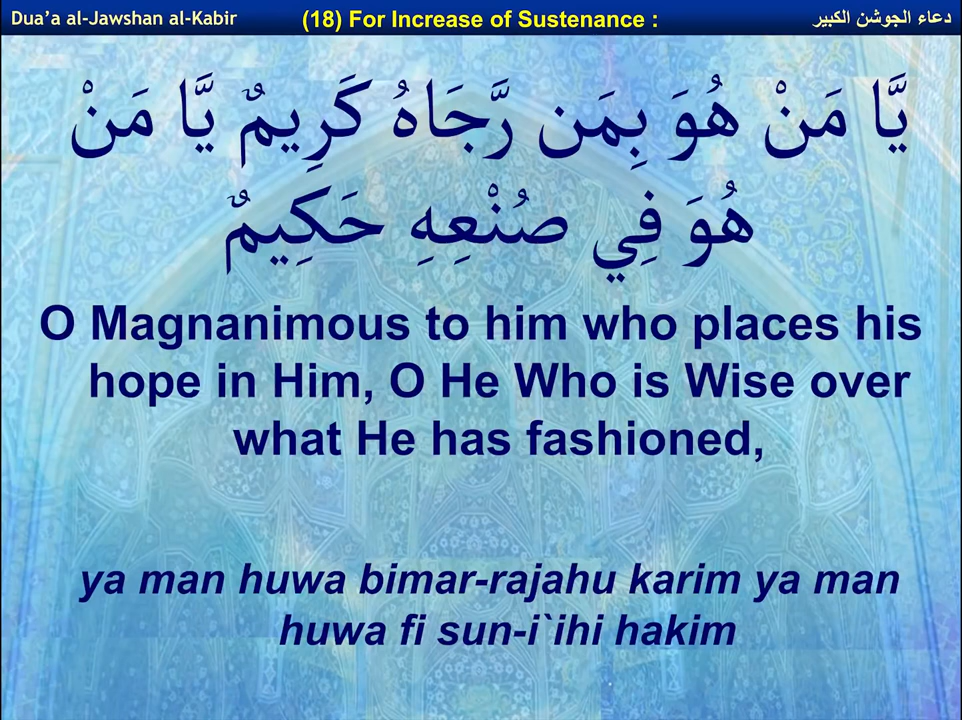 Dua'a al-Jawshan al-Kabir (18) For Increase of Sustenance : دعاء الجوشن الكبير
يَّا مَنْ هُوَ بِمَن رَّجَاهُ كَرِيمٌ يَّا مَنْ
هُوَ فِي صُنْعِهِ حَكِيمٌ
O Magnanimous to him who places his
hope in Him, O He Who is Wise over
what He has fashioned,
ya man huwa bimar-rajahu karim ya man
huwa fi sun-i`ihi hakim